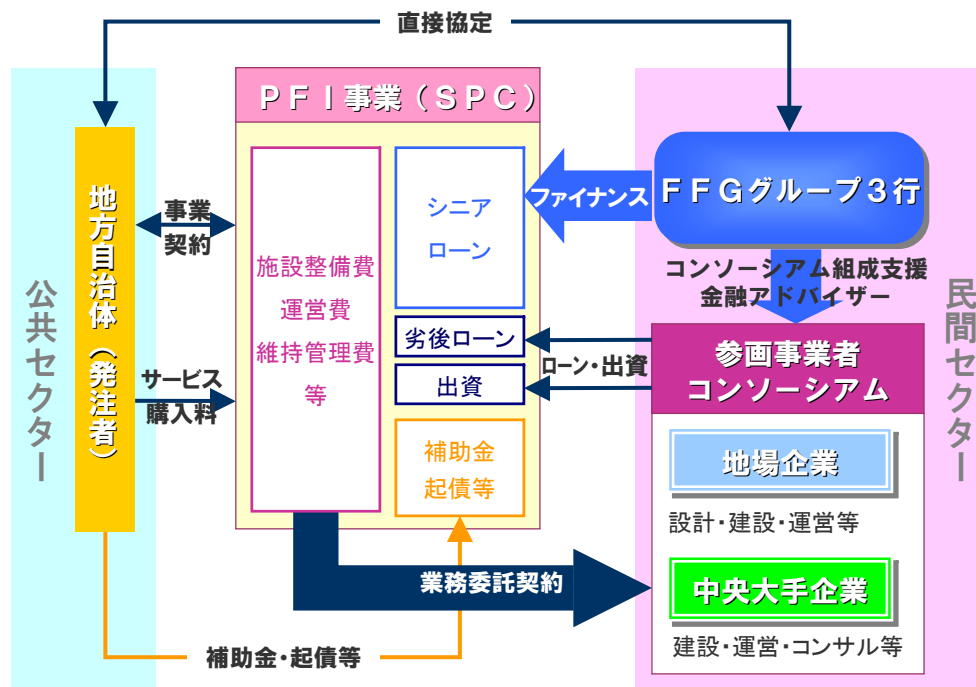 直接協定
公共セクター
地方自治体（発注者）
事業
契約
サービス
購入料
ＰＦＩ事業（ＳＰＣ）
施設整備費
運営費
維持管理費
等
シニア
ローン
劣後ローン
出資
補助金
起債等
ファイナンス
ＦＦＧグループ３行
コンソーシアム組成支援
金融アドバイザー
ローン・出資
参画事業者
コンソーシアム
地場企業
設計・建設・運営等
中央大手企業
建設・運営・コンサル等
民間セクター
業務委託契約
補助金・起債等